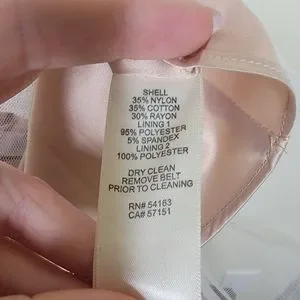 SHELL
35% NYLON
35% COTTON
30% RAYON
LINING 1
95% POLYESTER
5% SPANDEX
LINING 2
100% POLYESTER
DRY CLEAN
REMOVE BELT
PRIOR TO CLEANING
RN# 54163
CA# 57151